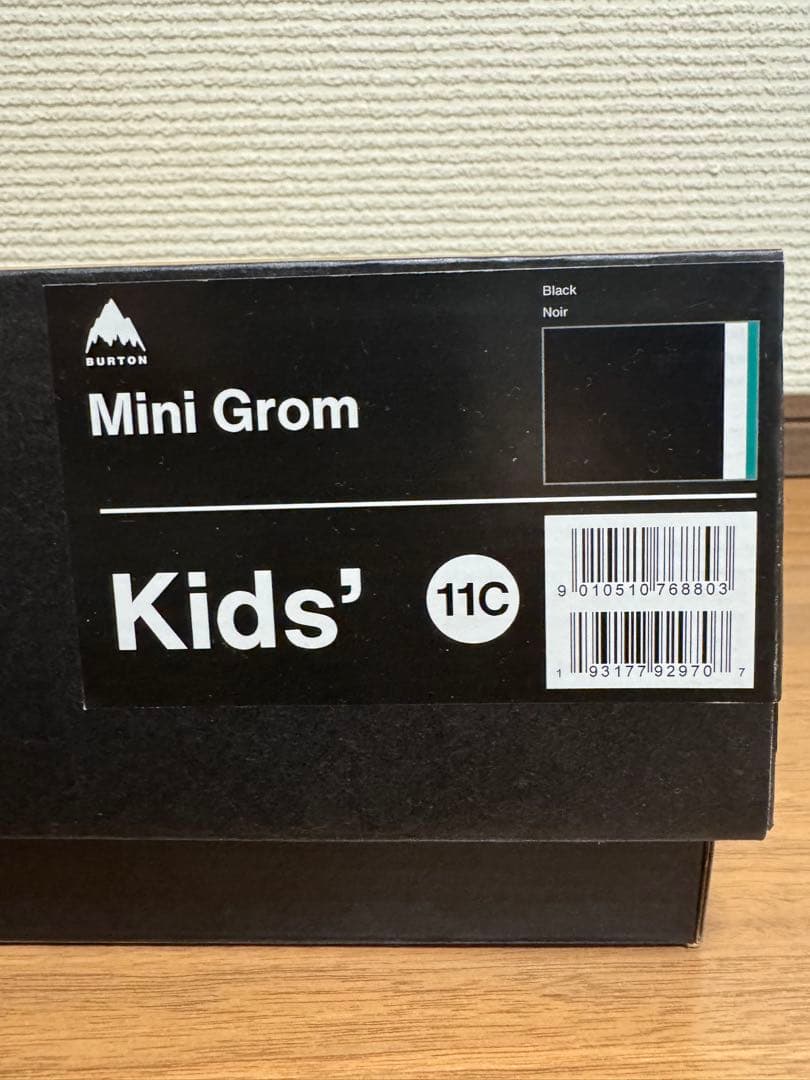 BURTON
Mini Grom
Black
Noir
Kids’
11C
9 010510 768803
1 93177 92970 7